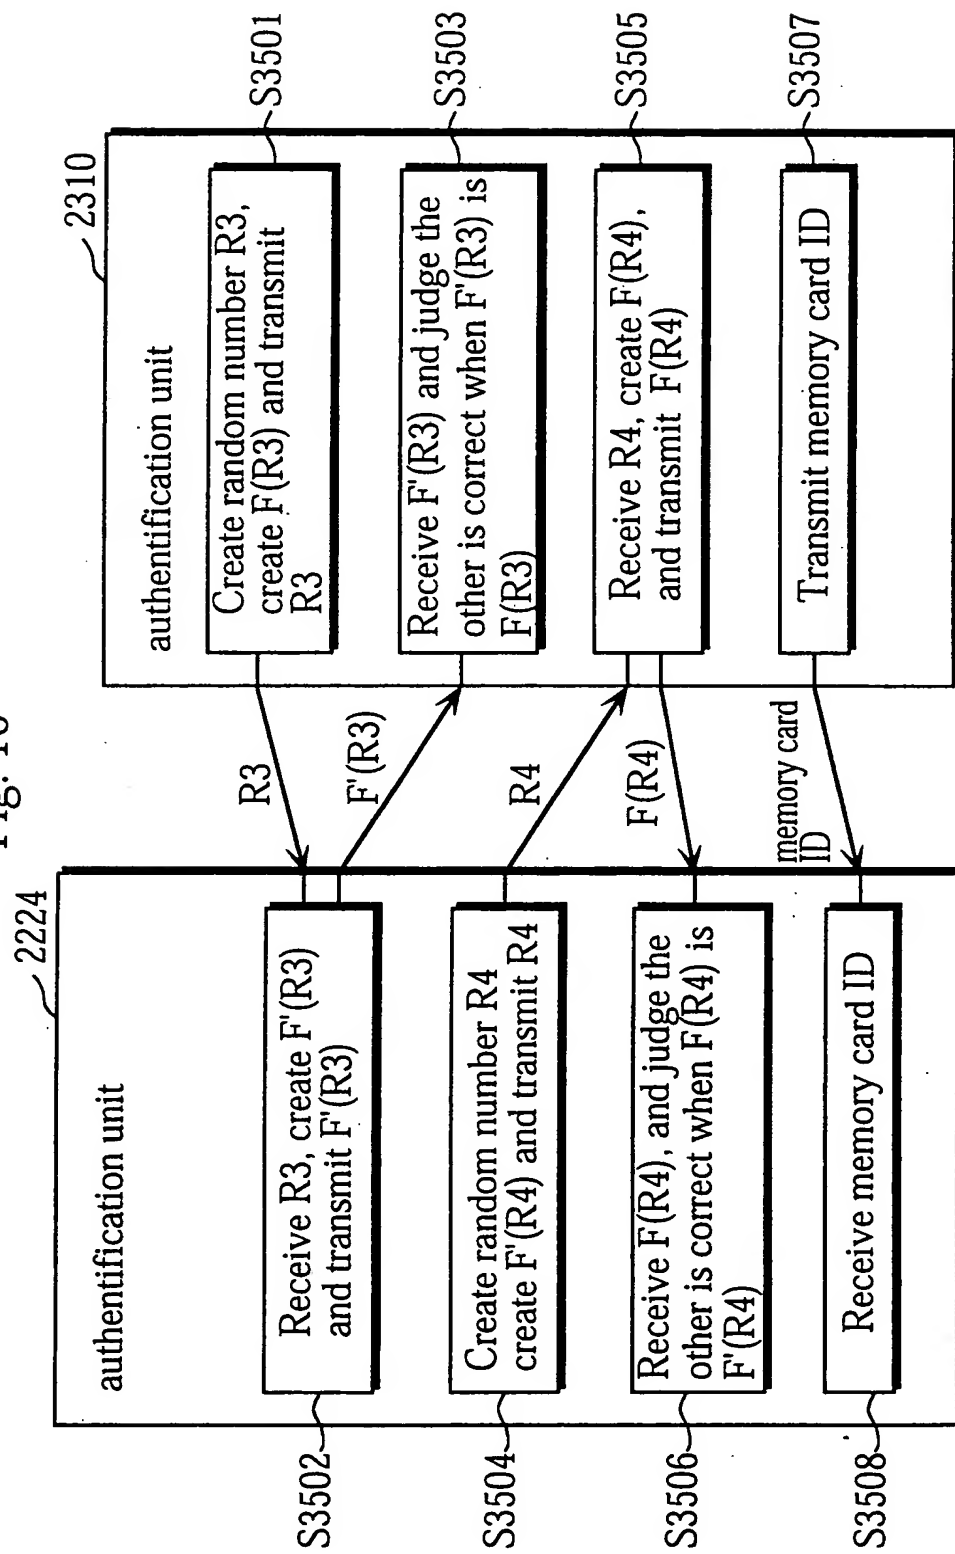 2224
authentification unit
Receive R3, create F'(R3)
and transmit F'(R3)
S3502
Create random number R4
create F'(R4) and transmit R4
S3504
Receive F(R4), and judge the
other is correct when F(R4) is
F'(R4)
S3506
Receive memory card ID
S3508
R3
F'(R3)
R4
F(R4)
memory card
ID
2310
authentification unit
Create random number R3,
create F(R3) and transmit
R3
S3501
Receive F'(R3) and judge the
other is correct when F'(R3) is
F(R3)
S3503
Receive R4, create F(R4),
and transmit F(R4)
S3505
Transmit memory card ID
S3507